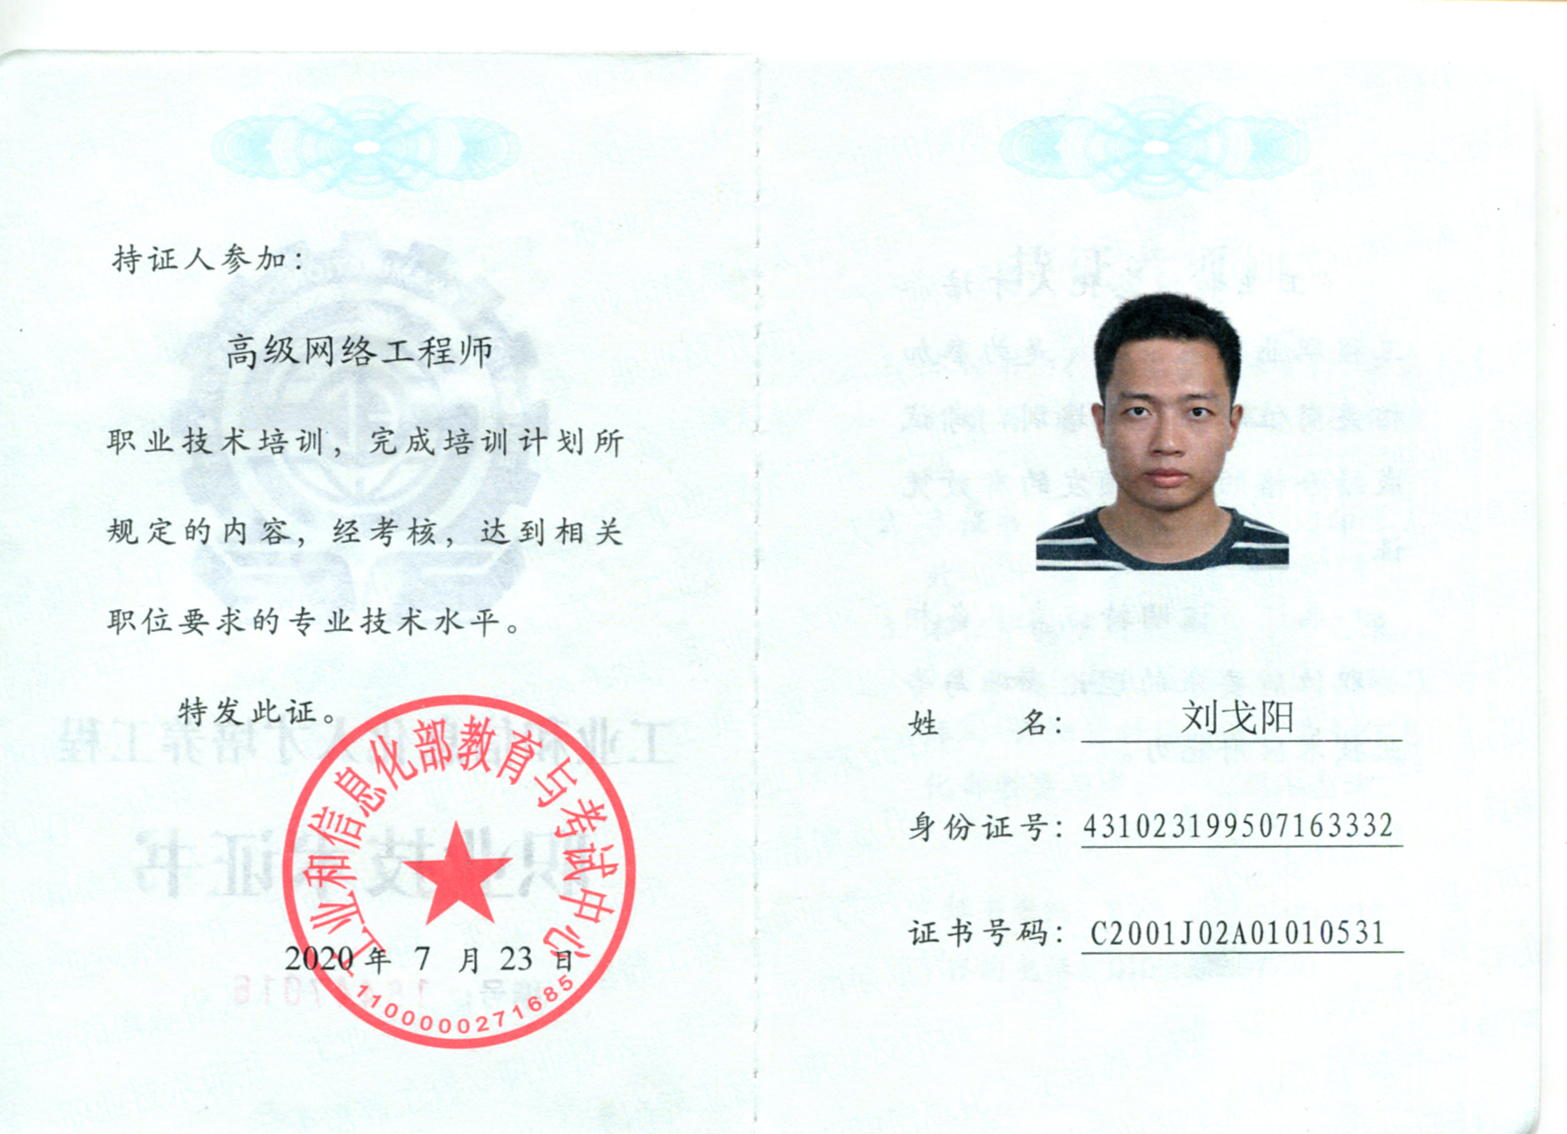 持证人参加：
高级网络工程师
职业技术培训，完成培训计划所
规定的内容，经考核，达到相关
职位要求的专业技术水平。
特发此证。
工业和信息化部教育与考试中心
2020 年 7 月 23 日
1100000271685
姓 名：刘戈阳
身份证号：431023199507163332
证书号码：C2001J02A01010531